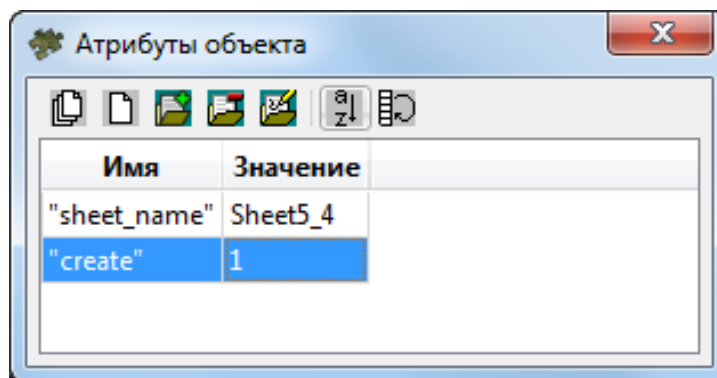 Атрибуты объекта
Имя Значение
"sheet_name" Sheet5_4
"create" 1